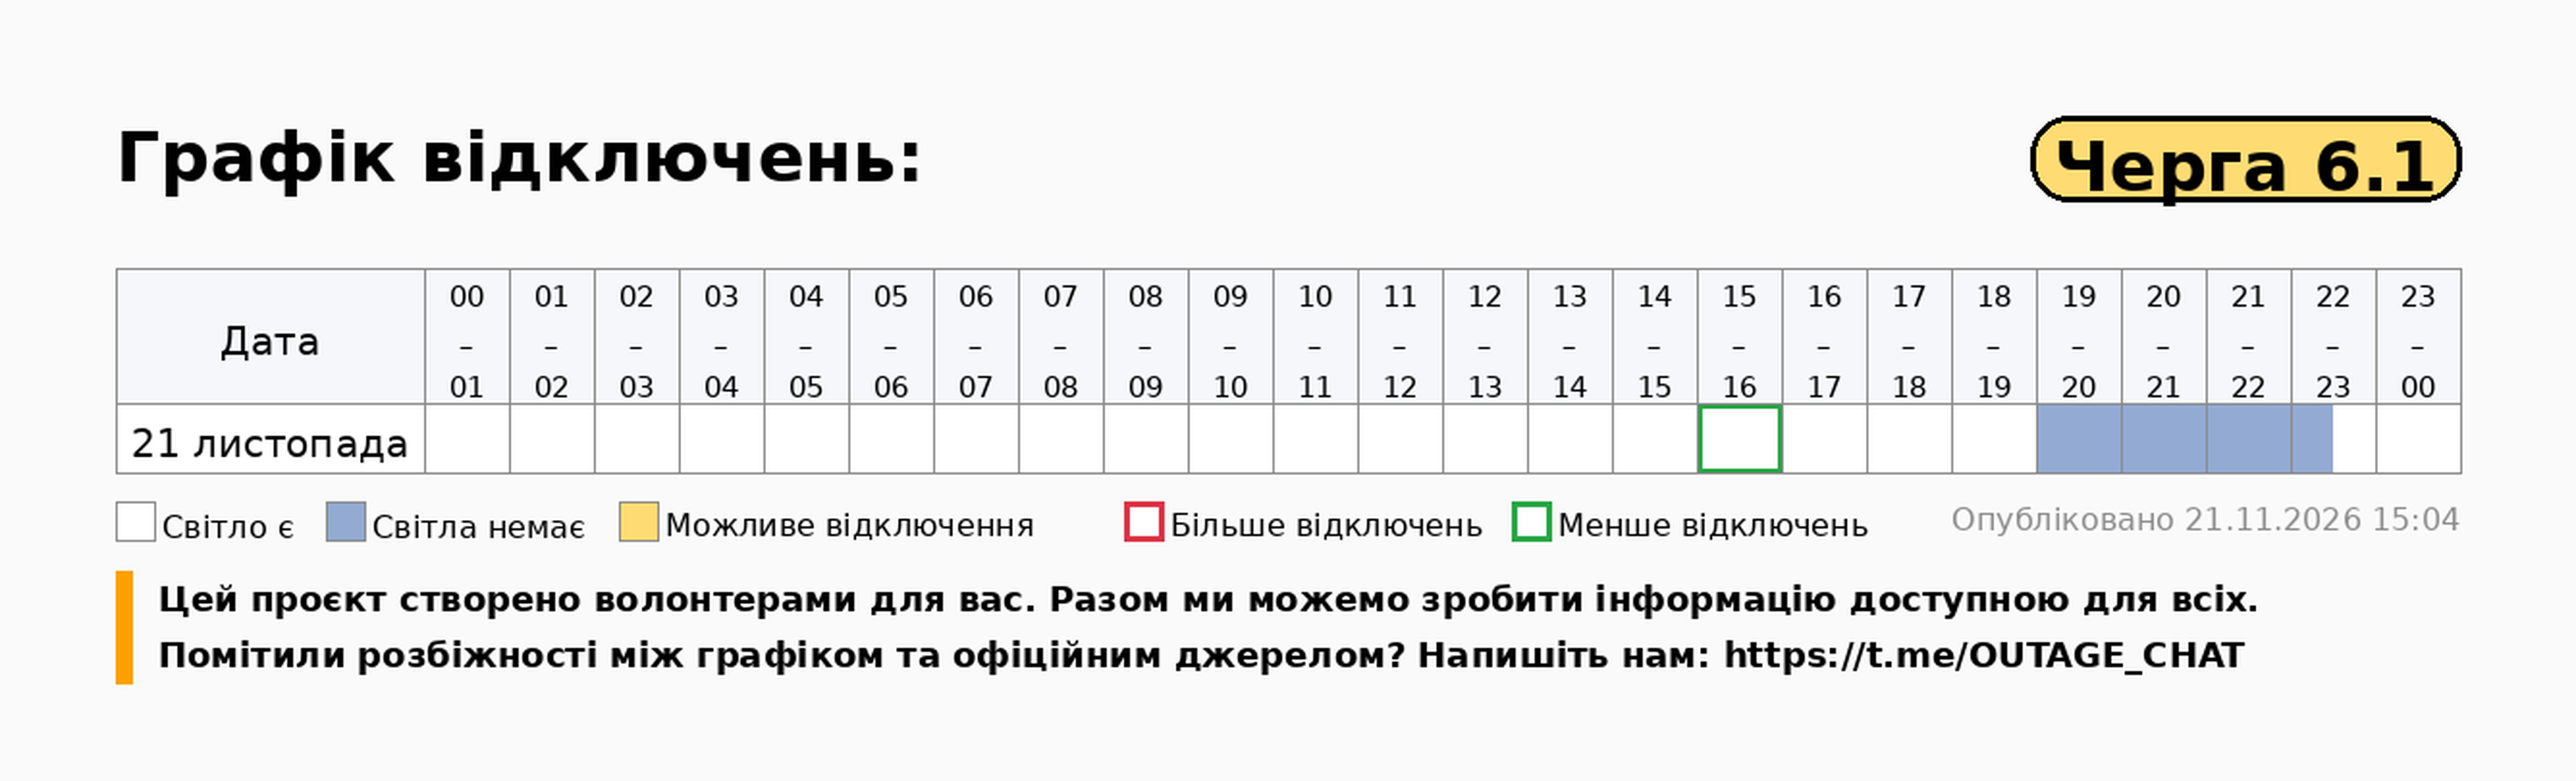 Графік відключень:
Черга 6.1
Дата
00 – 01
01 – 02
02 – 03
03 – 04
04 – 05
05 – 06
06 – 07
07 – 08
08 – 09
09 – 10
10 – 11
11 – 12
12 – 13
13 – 14
14 – 15
15 – 16
16 – 17
17 – 18
18 – 19
19 – 20
20 – 21
21 – 22
22 – 23
23 – 00
21 листопада
Світло є
Світла немає
Можливе відключення
Більше відключень
Менше відключень
Опубліковано 21.11.2026 15:04
Цей проєкт створено волонтерами для вас. Разом ми можемо зробити інформацію доступною для всіх.
Помітили розбіжності між графіком та офіційним джерелом? Напишіть нам: https://t.me/OUTAGE_CHAT